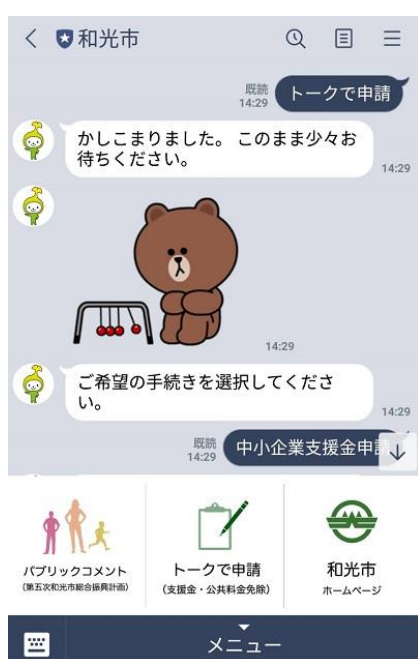 和光市
既読
14:29
トークで申請
かしこまりました。 このまま少々お
待ちください。
14:29
14:29
ご希望の手続きを選択してくださ
い。
14:29
既読
14:29
中小企業支援金申請
パブリックコメント
(第五次和光市総合振興計画)
トークで申請
(支援金・公共料金免除)
和光市
ホームページ
メニュー